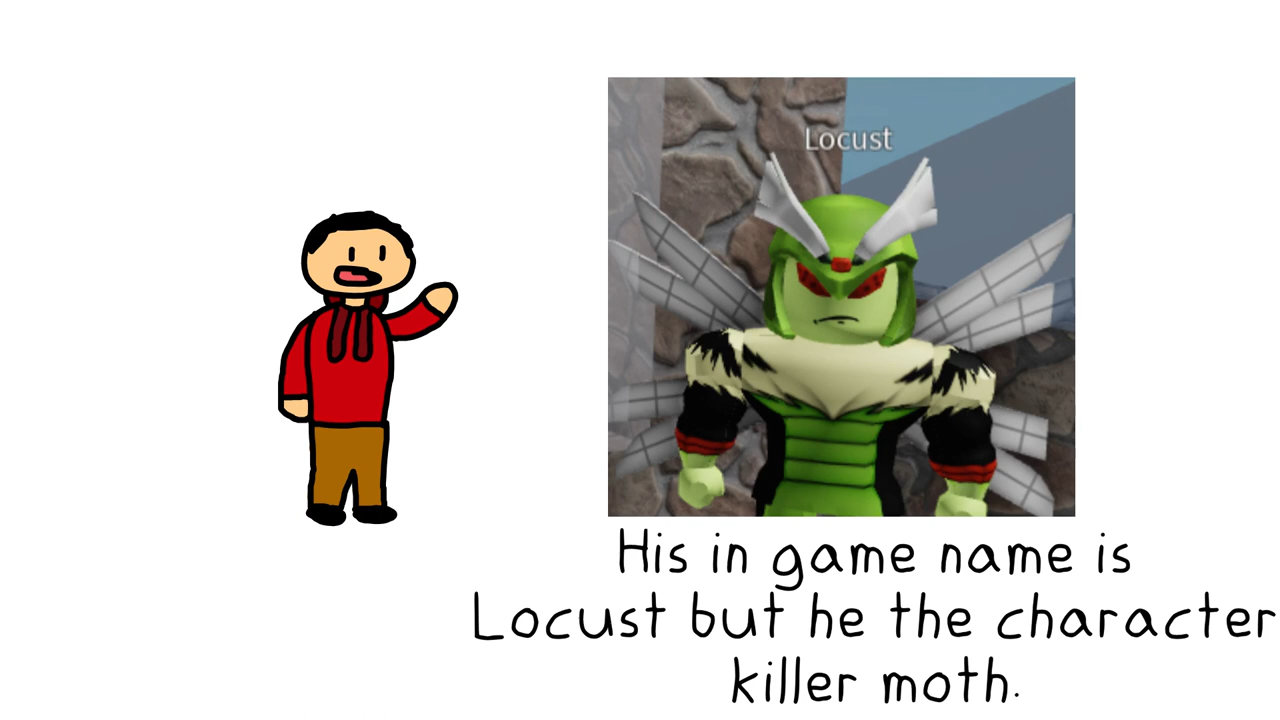 Locust
His in game name is
Locust but he the character
killer moth.